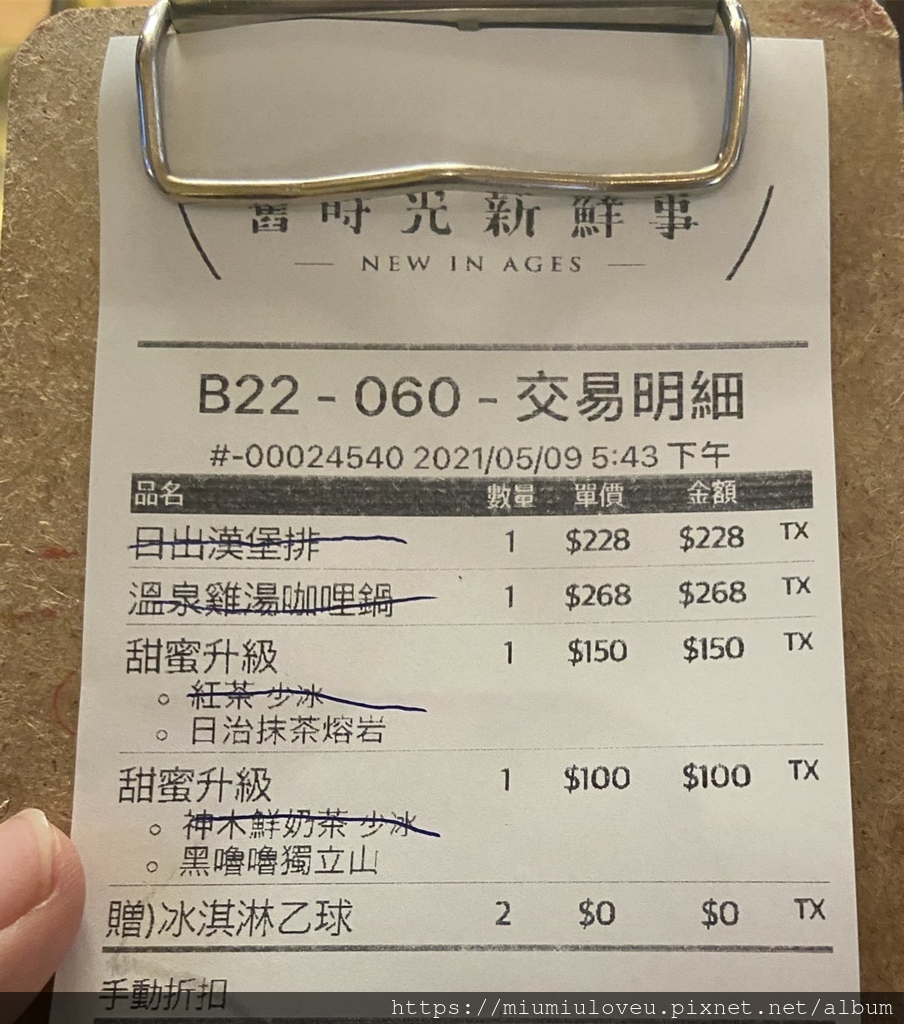 舊時光新鮮事
NEW IN AGES
B22 - 060 - 交易明細
#-00024540 2021/05/09 5:43 下午
品名 數量 單價 金額
日出漢堡排 1 $228 $228 TX
溫泉雞湯咖哩鍋 1 $268 $268 TX
甜蜜升級 1 $150 $150 TX
紅茶 少冰
日治抹茶熔岩
甜蜜升級 1 $100 $100 TX
神木鮮奶茶 少冰
黑嚕嚕獨立山
贈)冰淇淋乙球 2 $0 $0 TX
手動折扣
https://miumiuloveu.pixnet.net/album